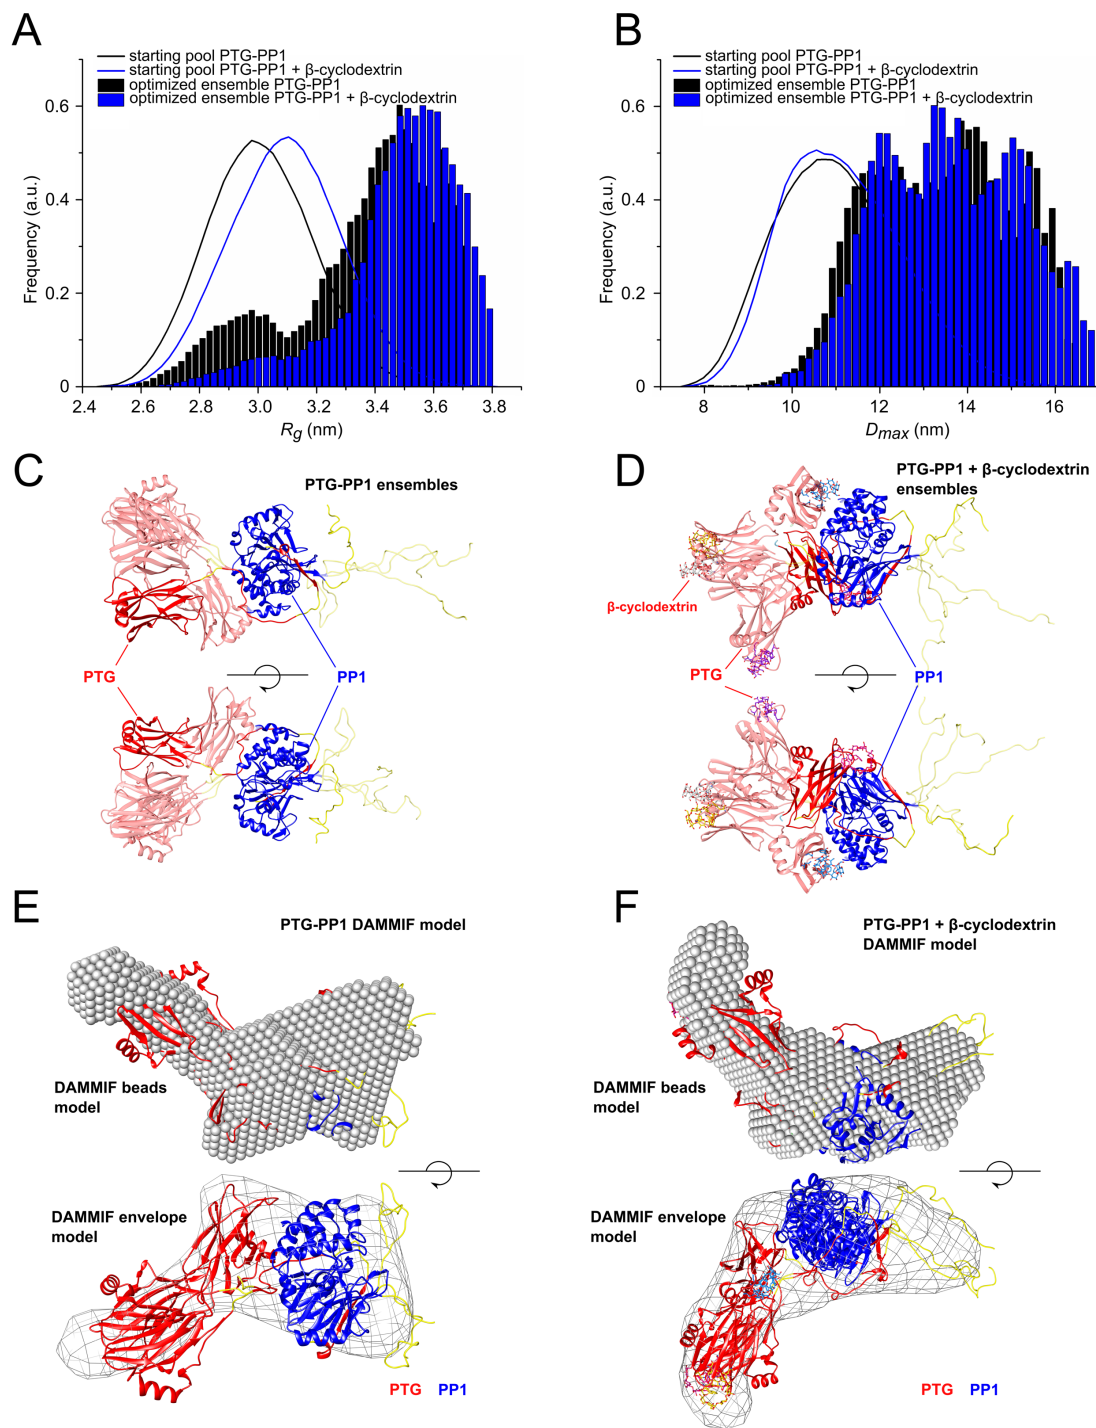 A
starting pool PTG-PP1
starting pool PTG-PP1 + β-cyclodextrin
optimized ensemble PTG-PP1
optimized ensemble PTG-PP1 + β-cyclodextrin
Frequency (a.u.)
0.6
0.4
0.2
0
2.4 2.6 2.8 3.0 3.2 3.4 3.6 3.8
Rg (nm)
B
starting pool PTG-PP1
starting pool PTG-PP1 + β-cyclodextrin
optimized ensemble PTG-PP1
optimized ensemble PTG-PP1 + β-cyclodextrin
Frequency (a.u.)
0.6
0.4
0.2
0
8 10 12 14 16
Dmax (nm)
C
PTG-PP1 ensembles
PTG
PP1
D
PTG-PP1 + β-cyclodextrin
ensembles
β-cyclodextrin
PTG
PP1
E
PTG-PP1 DAMMIF model
DAMMIF beads
model
DAMMIF envelope
model
PTG PP1
F
PTG-PP1 + β-cyclodextrin
DAMMIF model
DAMMIF beads
model
DAMMIF envelope
model
PTG PP1